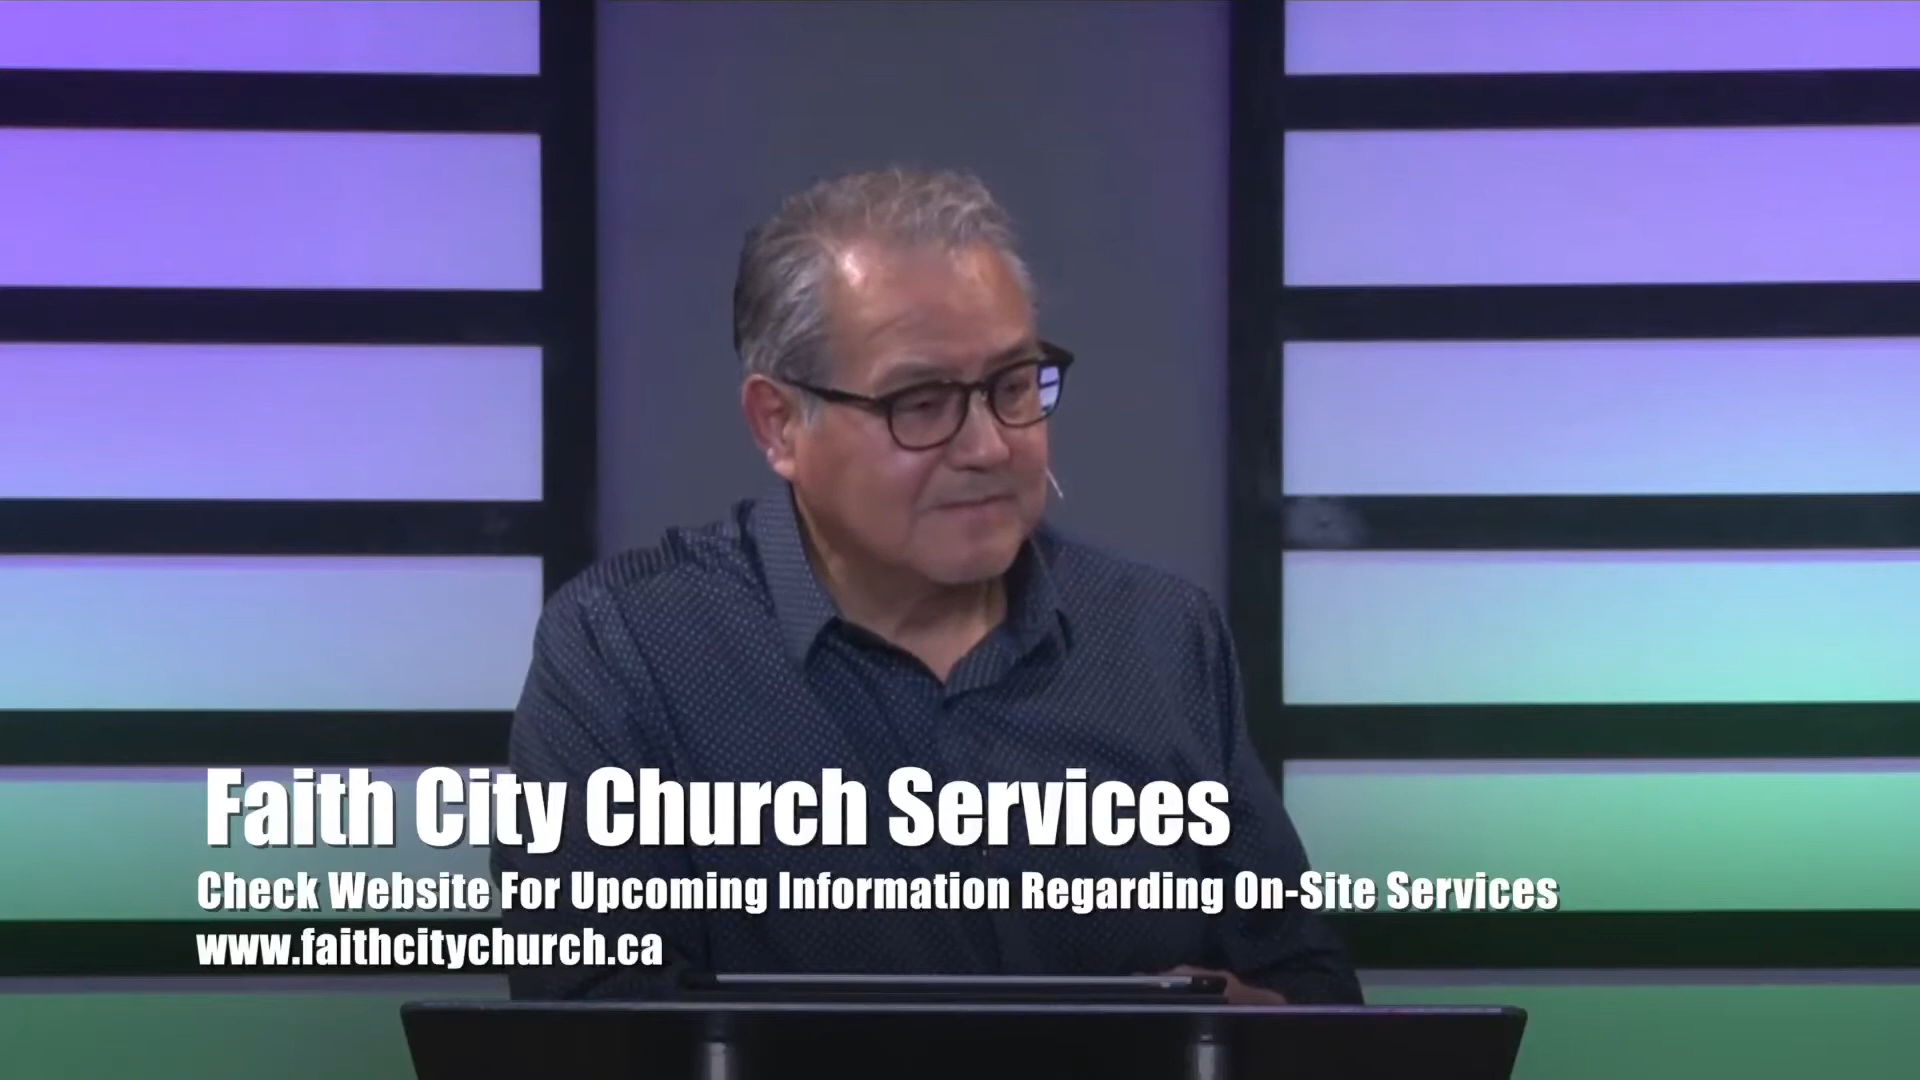 Faith City Church Services
Check Website For Upcoming Information Regarding On-Site Services
www.faithcitychurch.ca